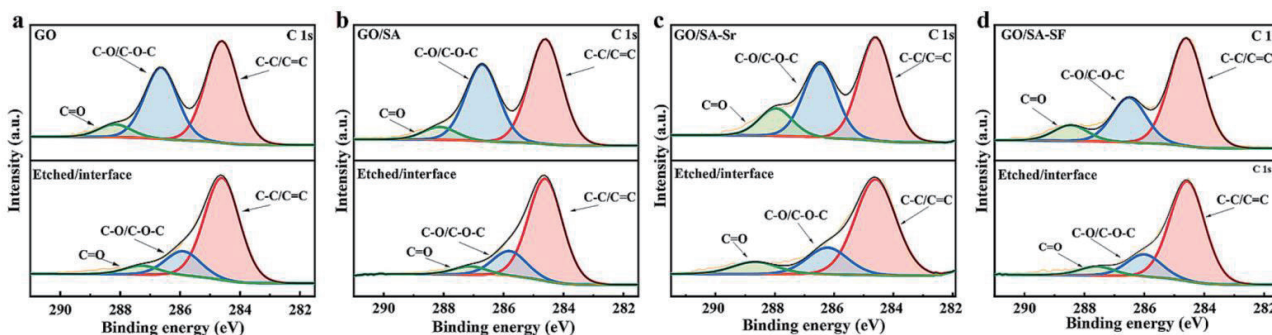 a
GO
C 1s
C-O/C-O-C
C-C/C=C
C=O
Etched/interface
C-C/C=C
C-O/C-O-C
C=O
Intensity (a.u.)
290 288 286 284 282
Binding energy (eV)
b
GO/SA
C 1s
C-O/C-O-C
C-C/C=C
C=O
Etched/interface
C-C/C=C
C-O/C-O-C
C=O
Intensity (a.u.)
290 288 286 284 282
Binding energy (eV)
c
GO/SA-Sr
C 1s
C-O/C-O-C
C-C/C=C
C=O
Etched/interface
C-C/C=C
C-O/C-O-C
C=O
Intensity (a.u.)
290 288 286 284 282
Binding energy (eV)
d
GO/SA-SF
C 1s
C-O/C-O-C
C-C/C=C
C=O
Etched/interface
C 1s
C-C/C=C
C-O/C-O-C
C=O
Intensity (a.u.)
290 288 286 284 282
Binding energy (eV)